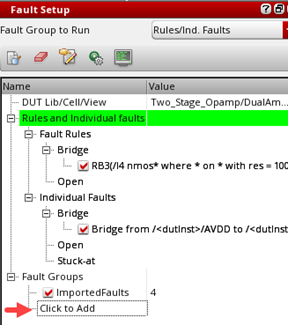 Fault Setup
Fault Group to Run Rules/Ind. Faults
Name Value
DUT Lib/Cell/View Two_Stage_Opamp/DualAm...
Rules and Individual faults
Fault Rules
Bridge
RB3(/I4 nmos* where * on * with res = 100
Open
Individual Faults
Bridge
Bridge from /<dutInst>/AVDD to /<dutIns
Open
Stuck-at
Fault Groups
ImportedFaults 4
Click to Add